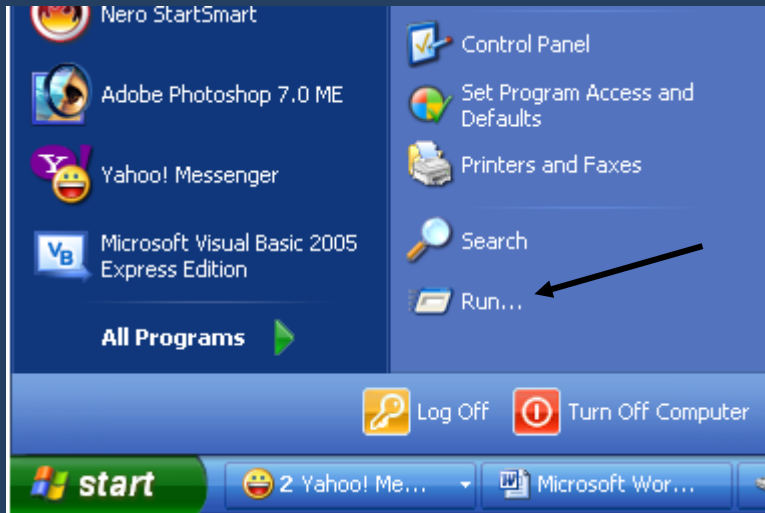 Nero StartSmart
Adobe Photoshop 7.0 ME
Yahoo! Messenger
Microsoft Visual Basic 2005
Express Edition
All Programs
Control Panel
Set Program Access and
Defaults
Printers and Faxes
Search
Run...
Log Off
Turn Off Computer
start
2 Yahoo! Me...
Microsoft Wor...